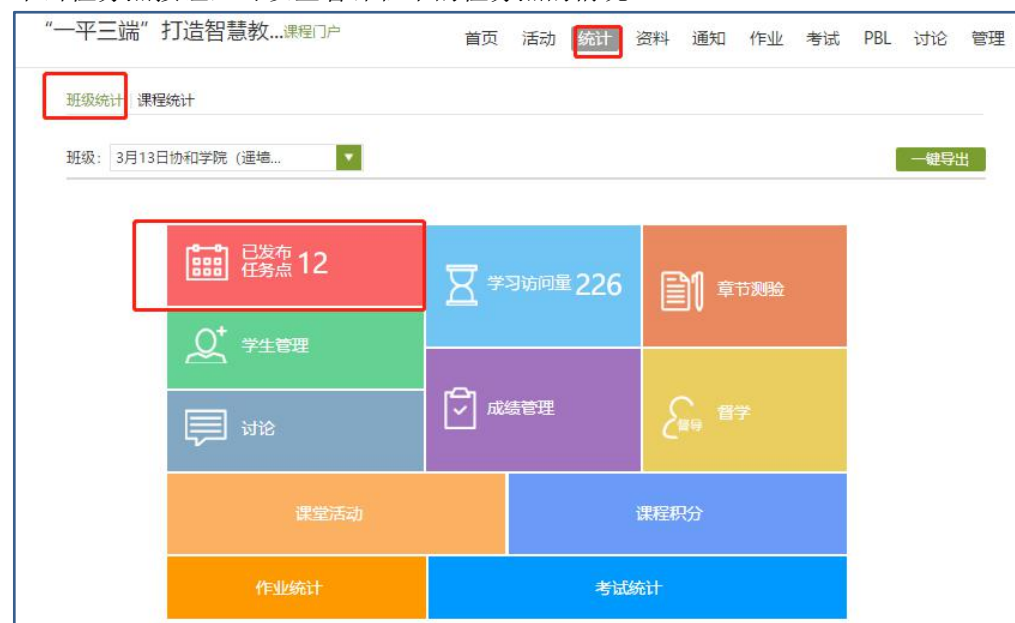 “一平三端”打造智慧教...课程门户
首页 活动 统计 资料 通知 作业 考试 PBL 讨论 管理
班级统计 课程统计
班级： 3月13日协和学院（遥墙... 一键导出
已发布
任务点 12
学习访问量 226
章节测验
学生管理
成绩管理
督导 督学
讨论
课堂活动
课程积分
作业统计
考试统计